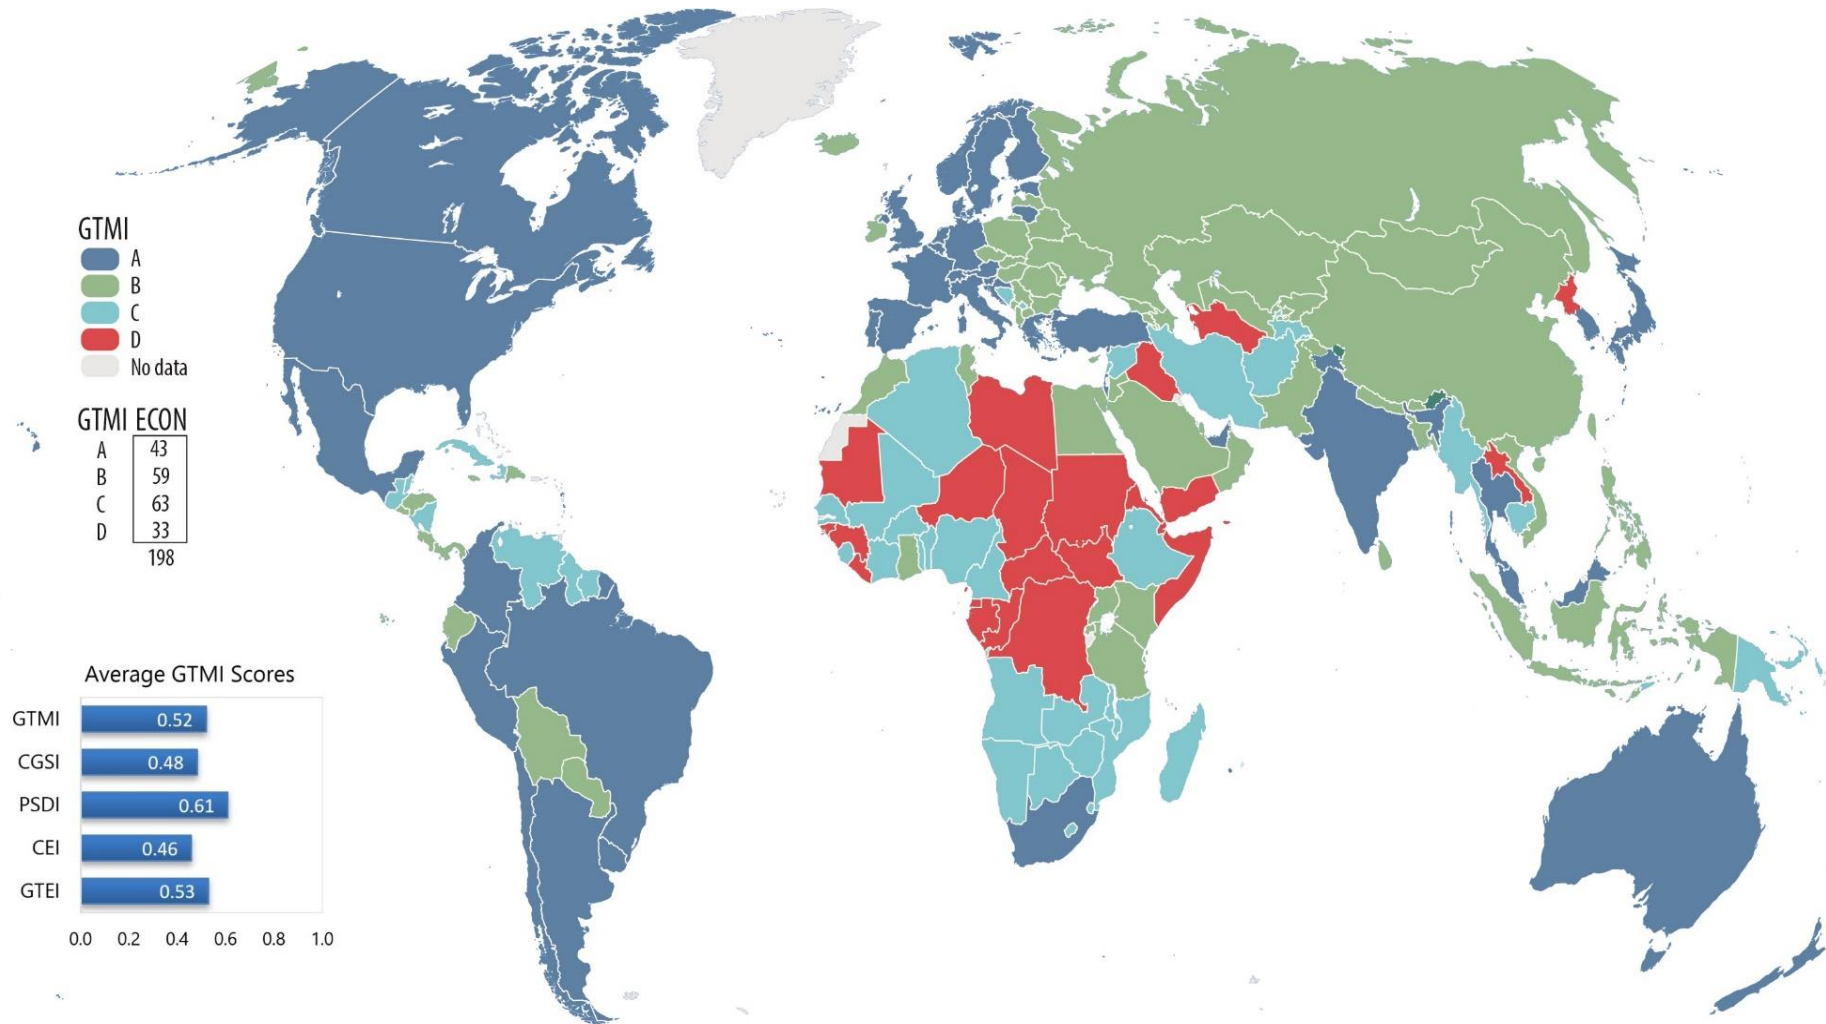 GTMI
A
B
C
D
No data
GTMI ECON
A 43
B 59
C 63
D 33
198
Average GTMI Scores
GTMI 0.52
CGSI 0.48
PSDI 0.61
CEI 0.46
GTEI 0.53
0.0 0.2 0.4 0.6 0.8 1.0